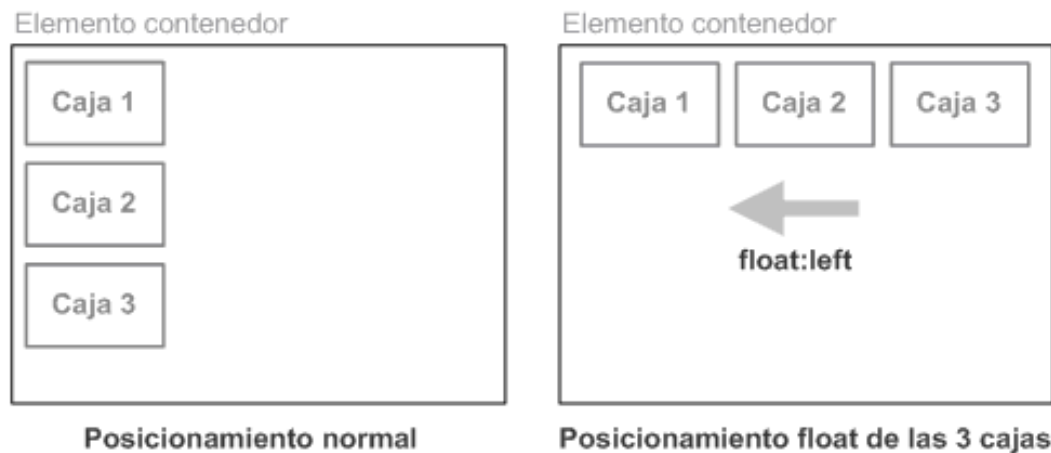 Elemento contenedor
Caja 1
Caja 2
Caja 3
Posicionamiento normal
Elemento contenedor
Caja 1 Caja 2 Caja 3
float:left
Posicionamiento float de las 3 cajas